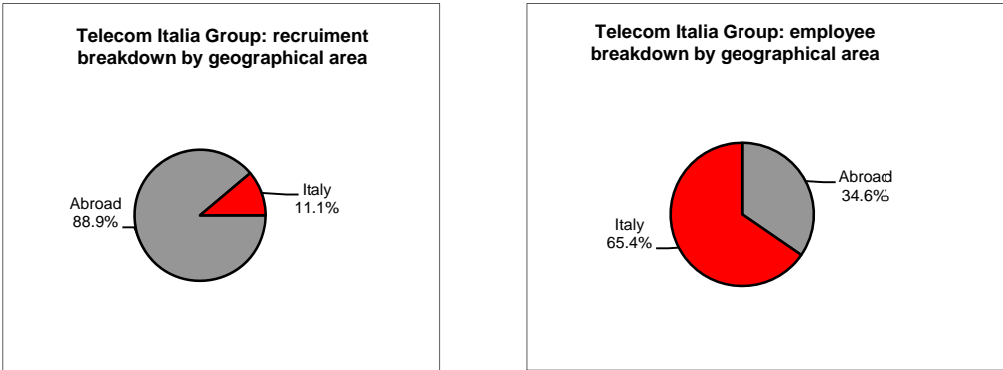 Telecom Italia Group: recruiment
breakdown by geographical area
Italy
11.1%
Abroad
88.9%
Telecom Italia Group: employee
breakdown by geographical area
Abroad
34.6%
Italy
65.4%